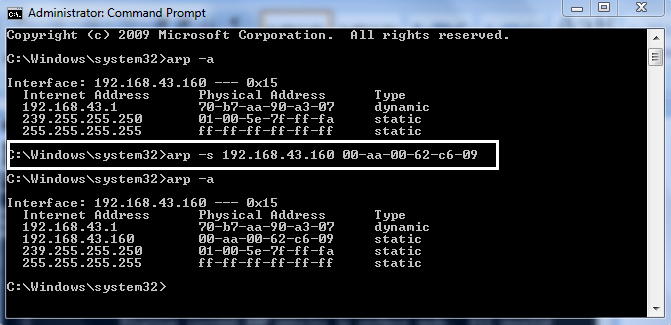 Administrator: Command Prompt
Copyright (c) 2009 Microsoft Corporation.  All rights reserved.
C:\Windows\system32>arp -a
Interface: 192.168.43.160 --- 0x15
  Internet Address      Physical Address      Type
  192.168.43.1          70-b7-aa-90-a3-07     dynamic
  239.255.255.250       01-00-5e-7f-ff-fa     static
  255.255.255.255       ff-ff-ff-ff-ff-ff     static
C:\Windows\system32>arp -s 192.168.43.160 00-aa-00-62-c6-09
C:\Windows\system32>arp -a
Interface: 192.168.43.160 --- 0x15
  Internet Address      Physical Address      Type
  192.168.43.1          70-b7-aa-90-a3-07     dynamic
  192.168.43.160        00-aa-00-62-c6-09     static
  239.255.255.250       01-00-5e-7f-ff-fa     static
  255.255.255.255       ff-ff-ff-ff-ff-ff     static
C:\Windows\system32>